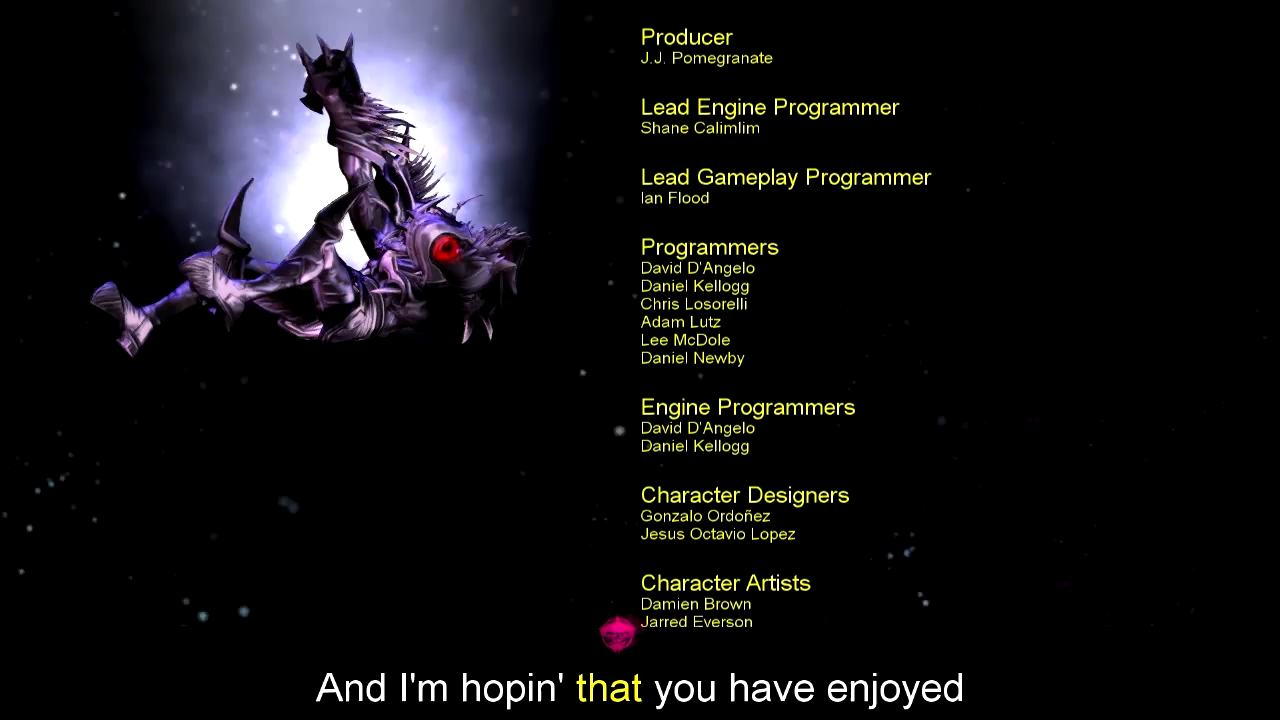 Producer
J.J. Pomegranate
Lead Engine Programmer
Shane Calimlim
Lead Gameplay Programmer
Ian Flood
Programmers
David D'Angelo
Daniel Kellogg
Chris Losorelli
Adam Lutz
Lee McDole
Daniel Newby
Engine Programmers
David D'Angelo
Daniel Kellogg
Character Designers
Gonzalo Ordoñez
Jesus Octavio Lopez
Character Artists
Damien Brown
Jarred Everson
And I'm hopin' that you have enjoyed